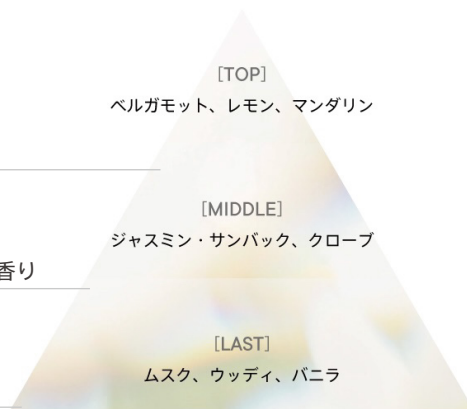 [TOP]
ベルガモット、レモン、マンダリン
[MIDDLE]
ジャスミン・サンバック、クローブ
香り
[LAST]
ムスク、ウッディ、バニラ